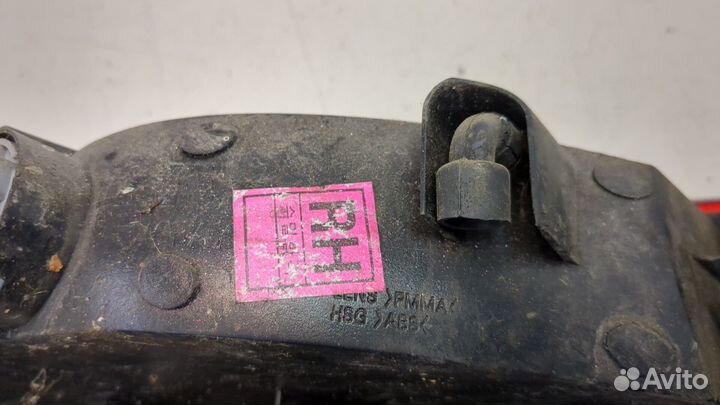 RH
LENS >PMMA<
HSG >ABS<
Avito